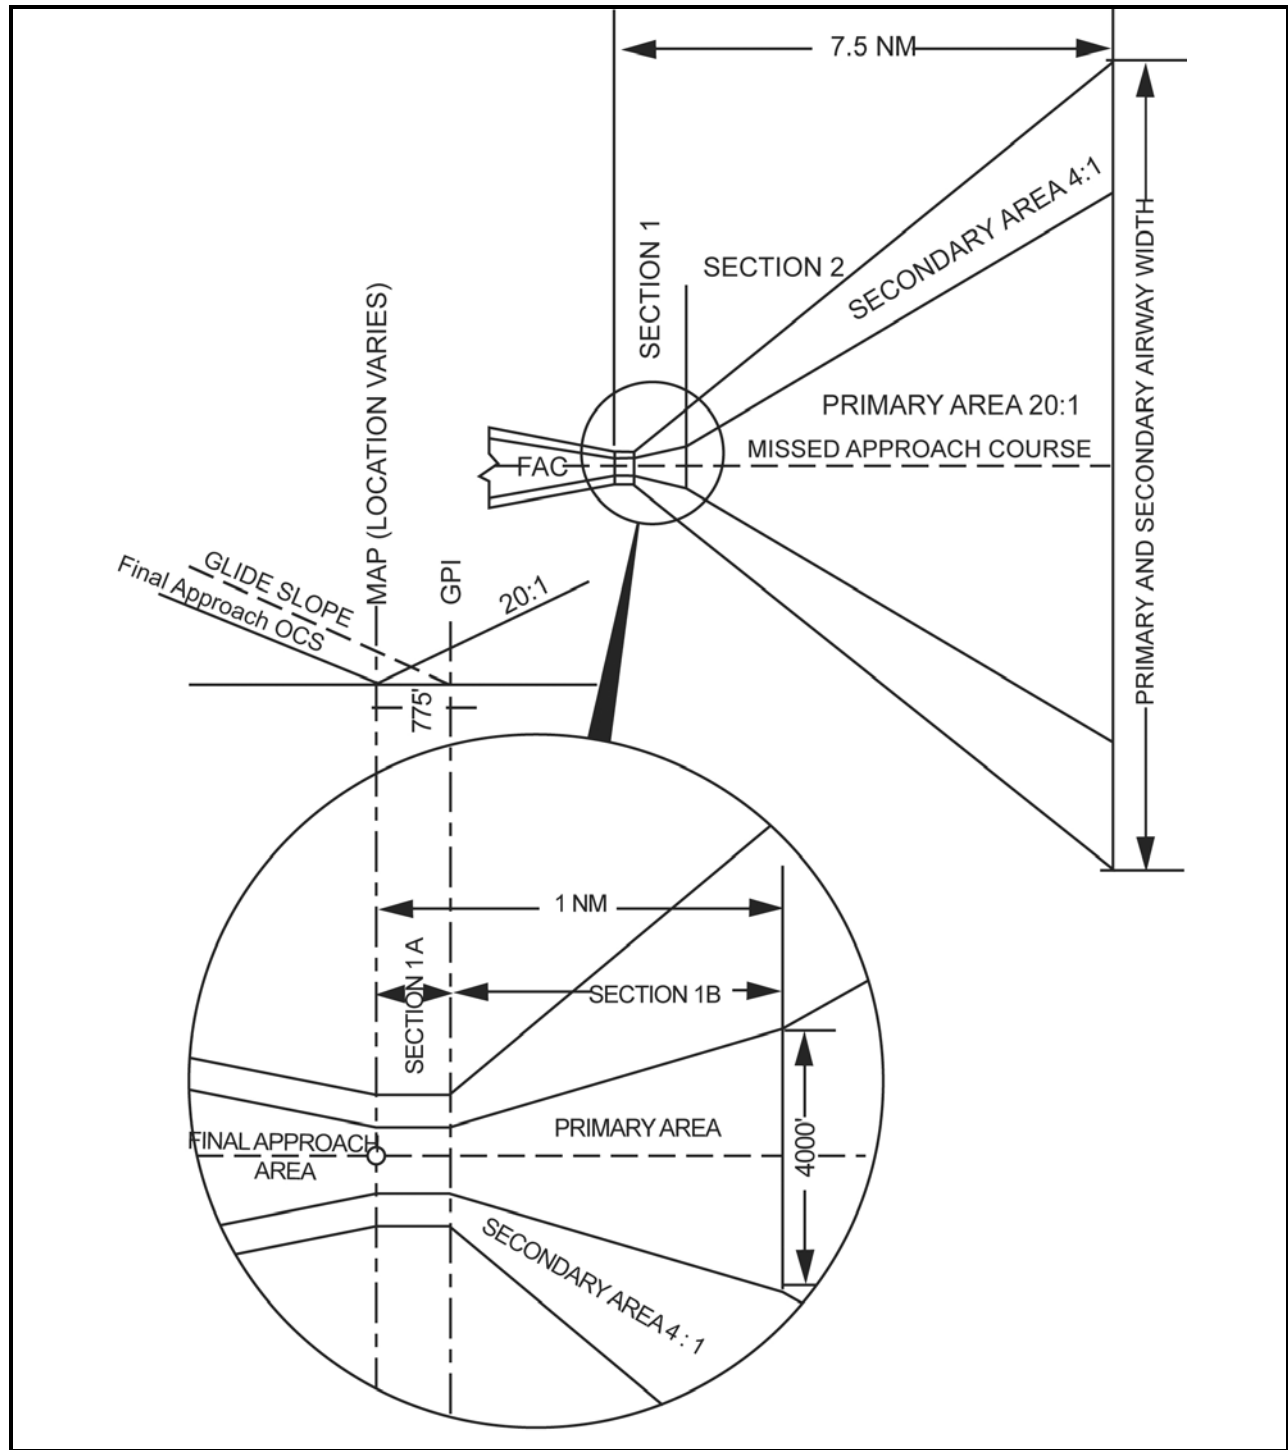 7.5 NM
SECONDARY AREA 4:1
SECTION 1
SECTION 2
PRIMARY AND SECONDARY AIRWAY WIDTH
MAP (LOCATION VARIES)
PRIMARY AREA 20:1
MISSED APPROACH COURSE
FAC
GLIDE SLOPE
Final Approach OCS
GPI
20:1
775'
1 NM
SECTION 1 A
SECTION 1B
PRIMARY AREA
FINAL APPROACH
AREA
4000'
SECONDARY AREA 4 : 1